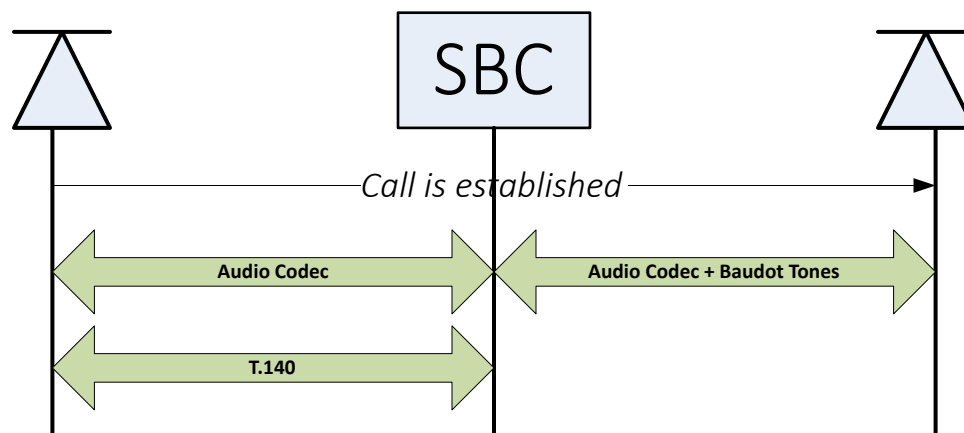 SBC
Call is established
Audio Codec
Audio Codec + Baudot Tones
T.140